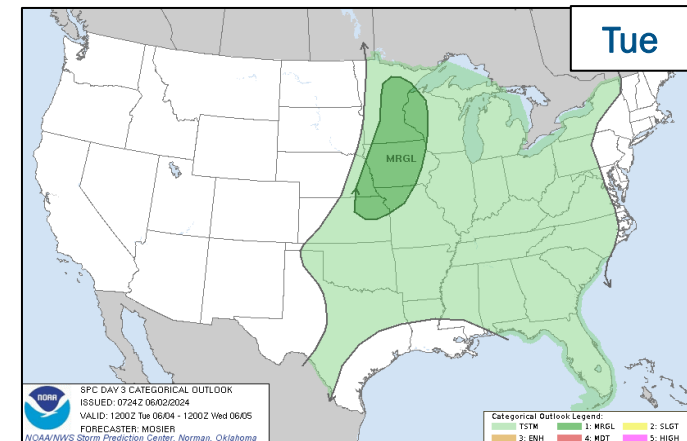 Tue
MRGL
NOAA
SPC DAY 3 CATEGORICAL OUTLOOK
ISSUED: 0724Z 06/02/2024
VALID: 1200Z Tue 06/04 - 1200Z Wed 06/05
FORECASTER: MOSIER
NOAA/NWS Storm Prediction Center, Norman, Oklahoma
Categorical Outlook Legend:
TSTM 1: MRGL 2: SLGT
3: ENH 4: MDT 5: HIGH